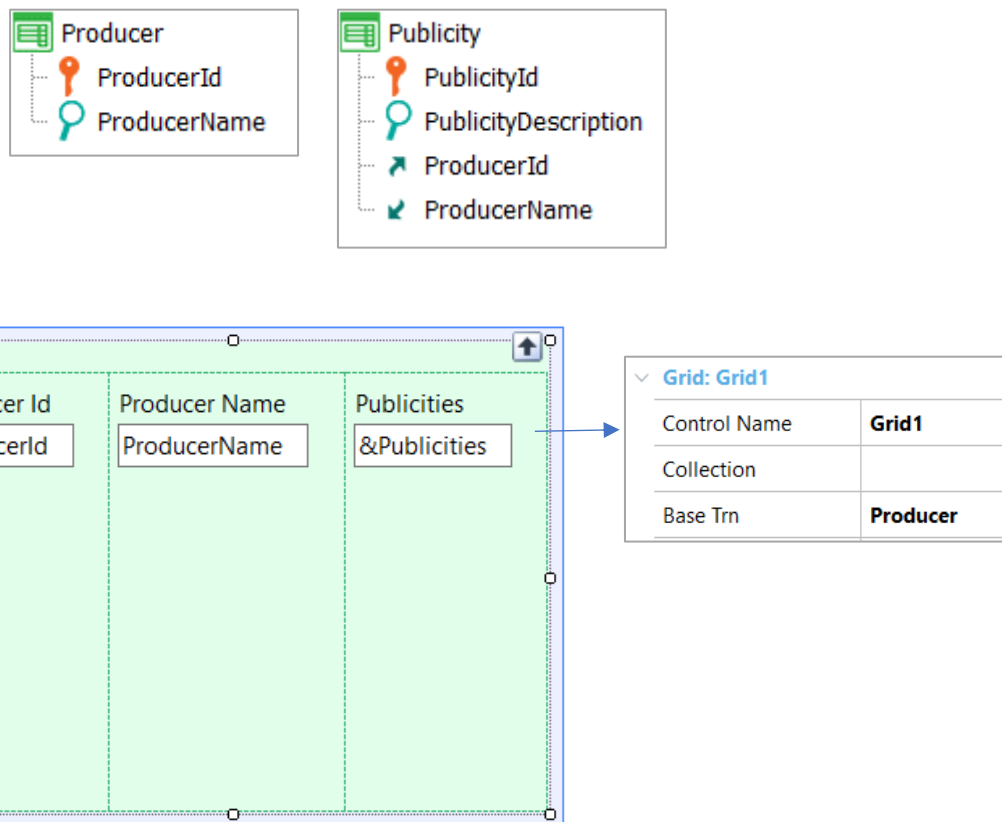 Producer
ProducerId
ProducerName
Publicity
PublicityId
PublicityDescription
ProducerId
ProducerName
cer Id
Producer Name
Publicities
cerId
ProducerName
&Publicities
Grid: Grid1
Control Name
Grid1
Collection
Base Trn
Producer